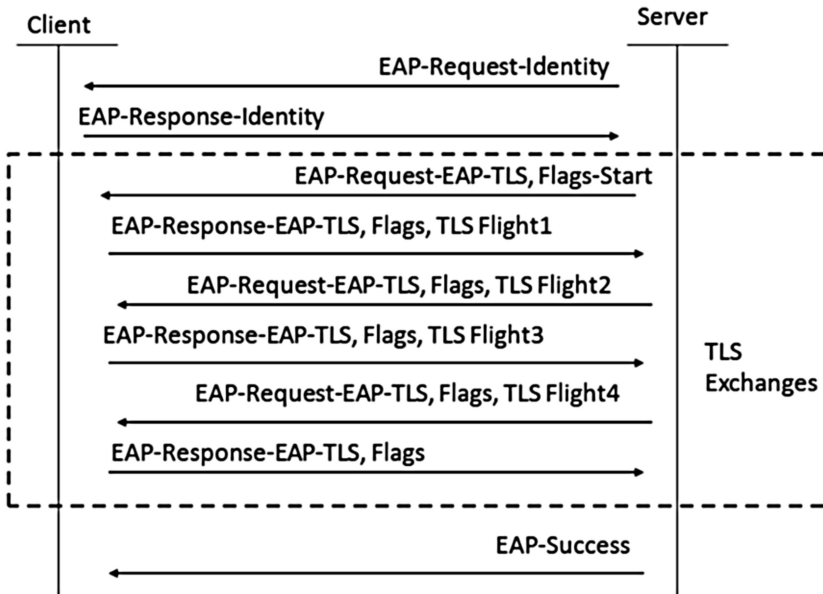 Client
Server
EAP-Request-Identity
EAP-Response-Identity
EAP-Request-EAP-TLS, Flags-Start
EAP-Response-EAP-TLS, Flags, TLS Flight1
EAP-Request-EAP-TLS, Flags, TLS Flight2
EAP-Response-EAP-TLS, Flags, TLS Flight3
TLS
Exchanges
EAP-Request-EAP-TLS, Flags, TLS Flight4
EAP-Response-EAP-TLS, Flags
EAP-Success